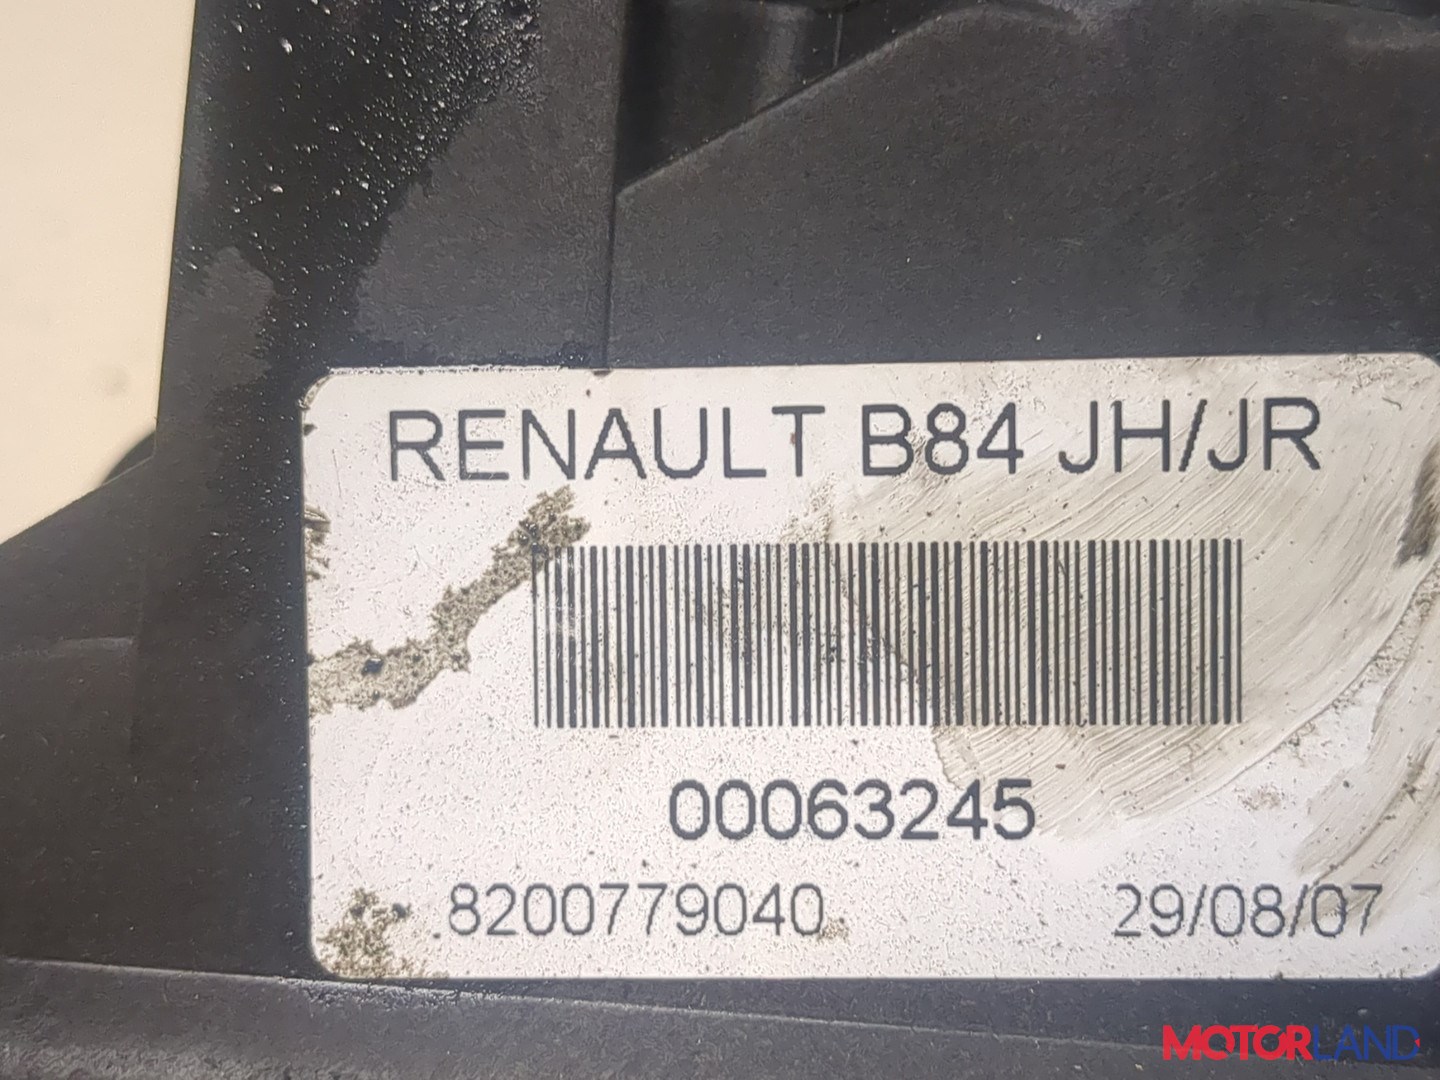 RENAULT B84 JH/JR
00063245
8200779040 29/08/07
MOTORLAND